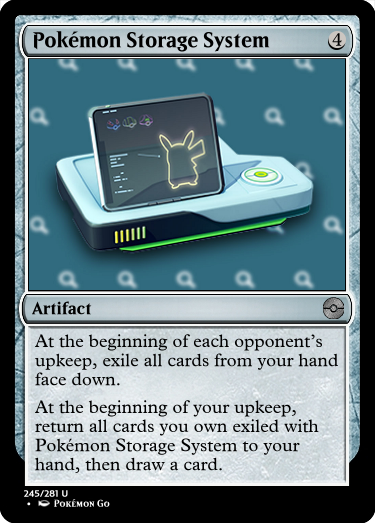 Pokémon Storage System 4
Artifact
At the beginning of each opponent's
upkeep, exile all cards from your hand
face down.
At the beginning of your upkeep,
return all cards you own exiled with
Pokémon Storage System to your
hand, then draw a card.
245/281 U
• Pokémon Go